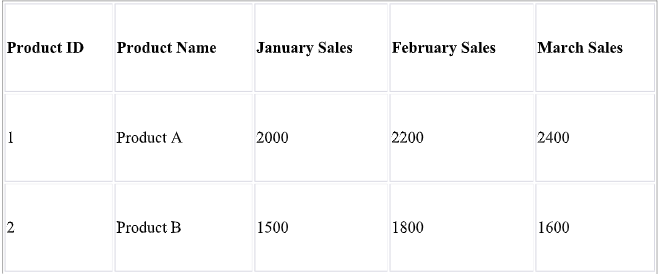 Product ID Product Name January Sales February Sales March Sales
1 Product A 2000 2200 2400
2 Product B 1500 1800 1600